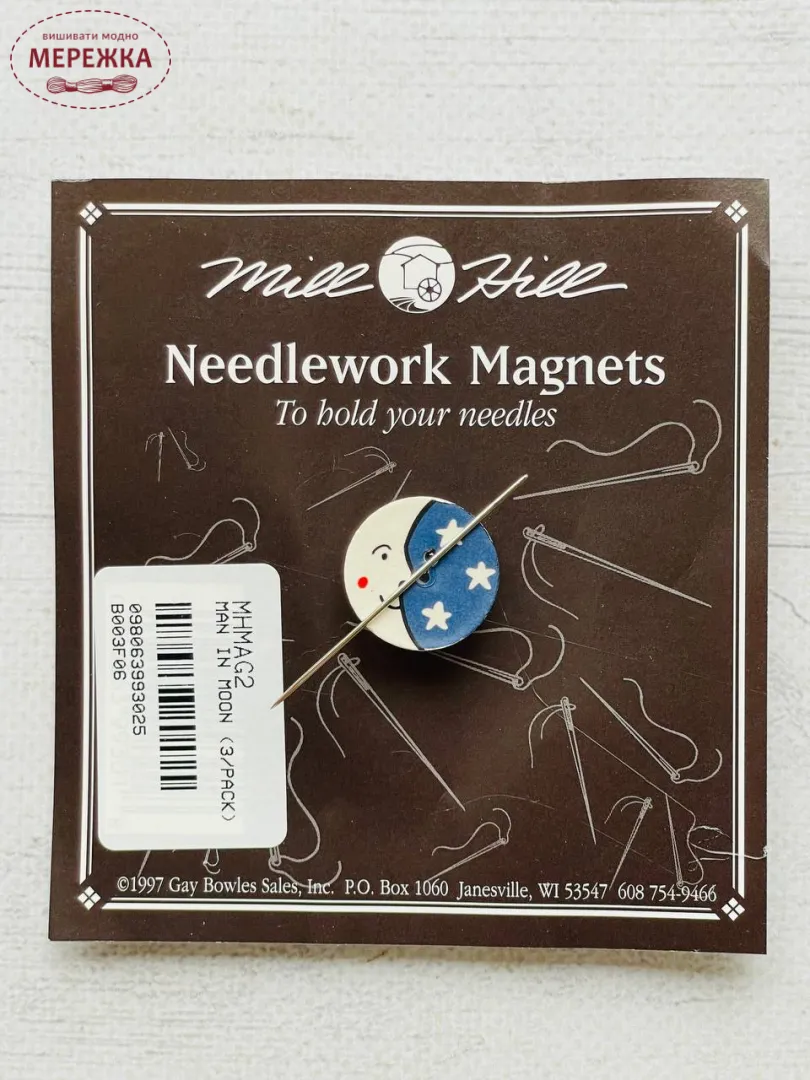 вишивати модно
МЕРЕЖКА
Mill Hill
Needlework Magnets
To hold your needles
MHMAG2
MAN IN MOON (3/PACK)
098063993025
B003F06
©1997 Gay Bowles Sales, Inc. P.O. Box 1060 Janesville, WI 53547 608 754-9466